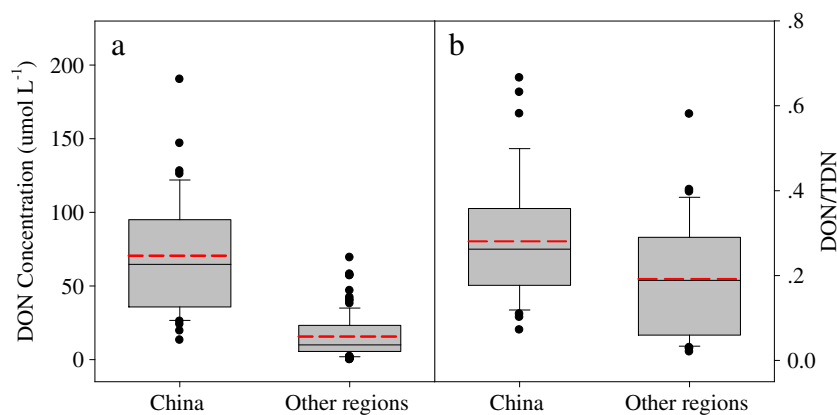 a
b
DON Concentration (umol L-1)
200
150
100
50
0
.8
.6
.4
.2
0.0
DON/TDN
China
Other regions
China
Other regions